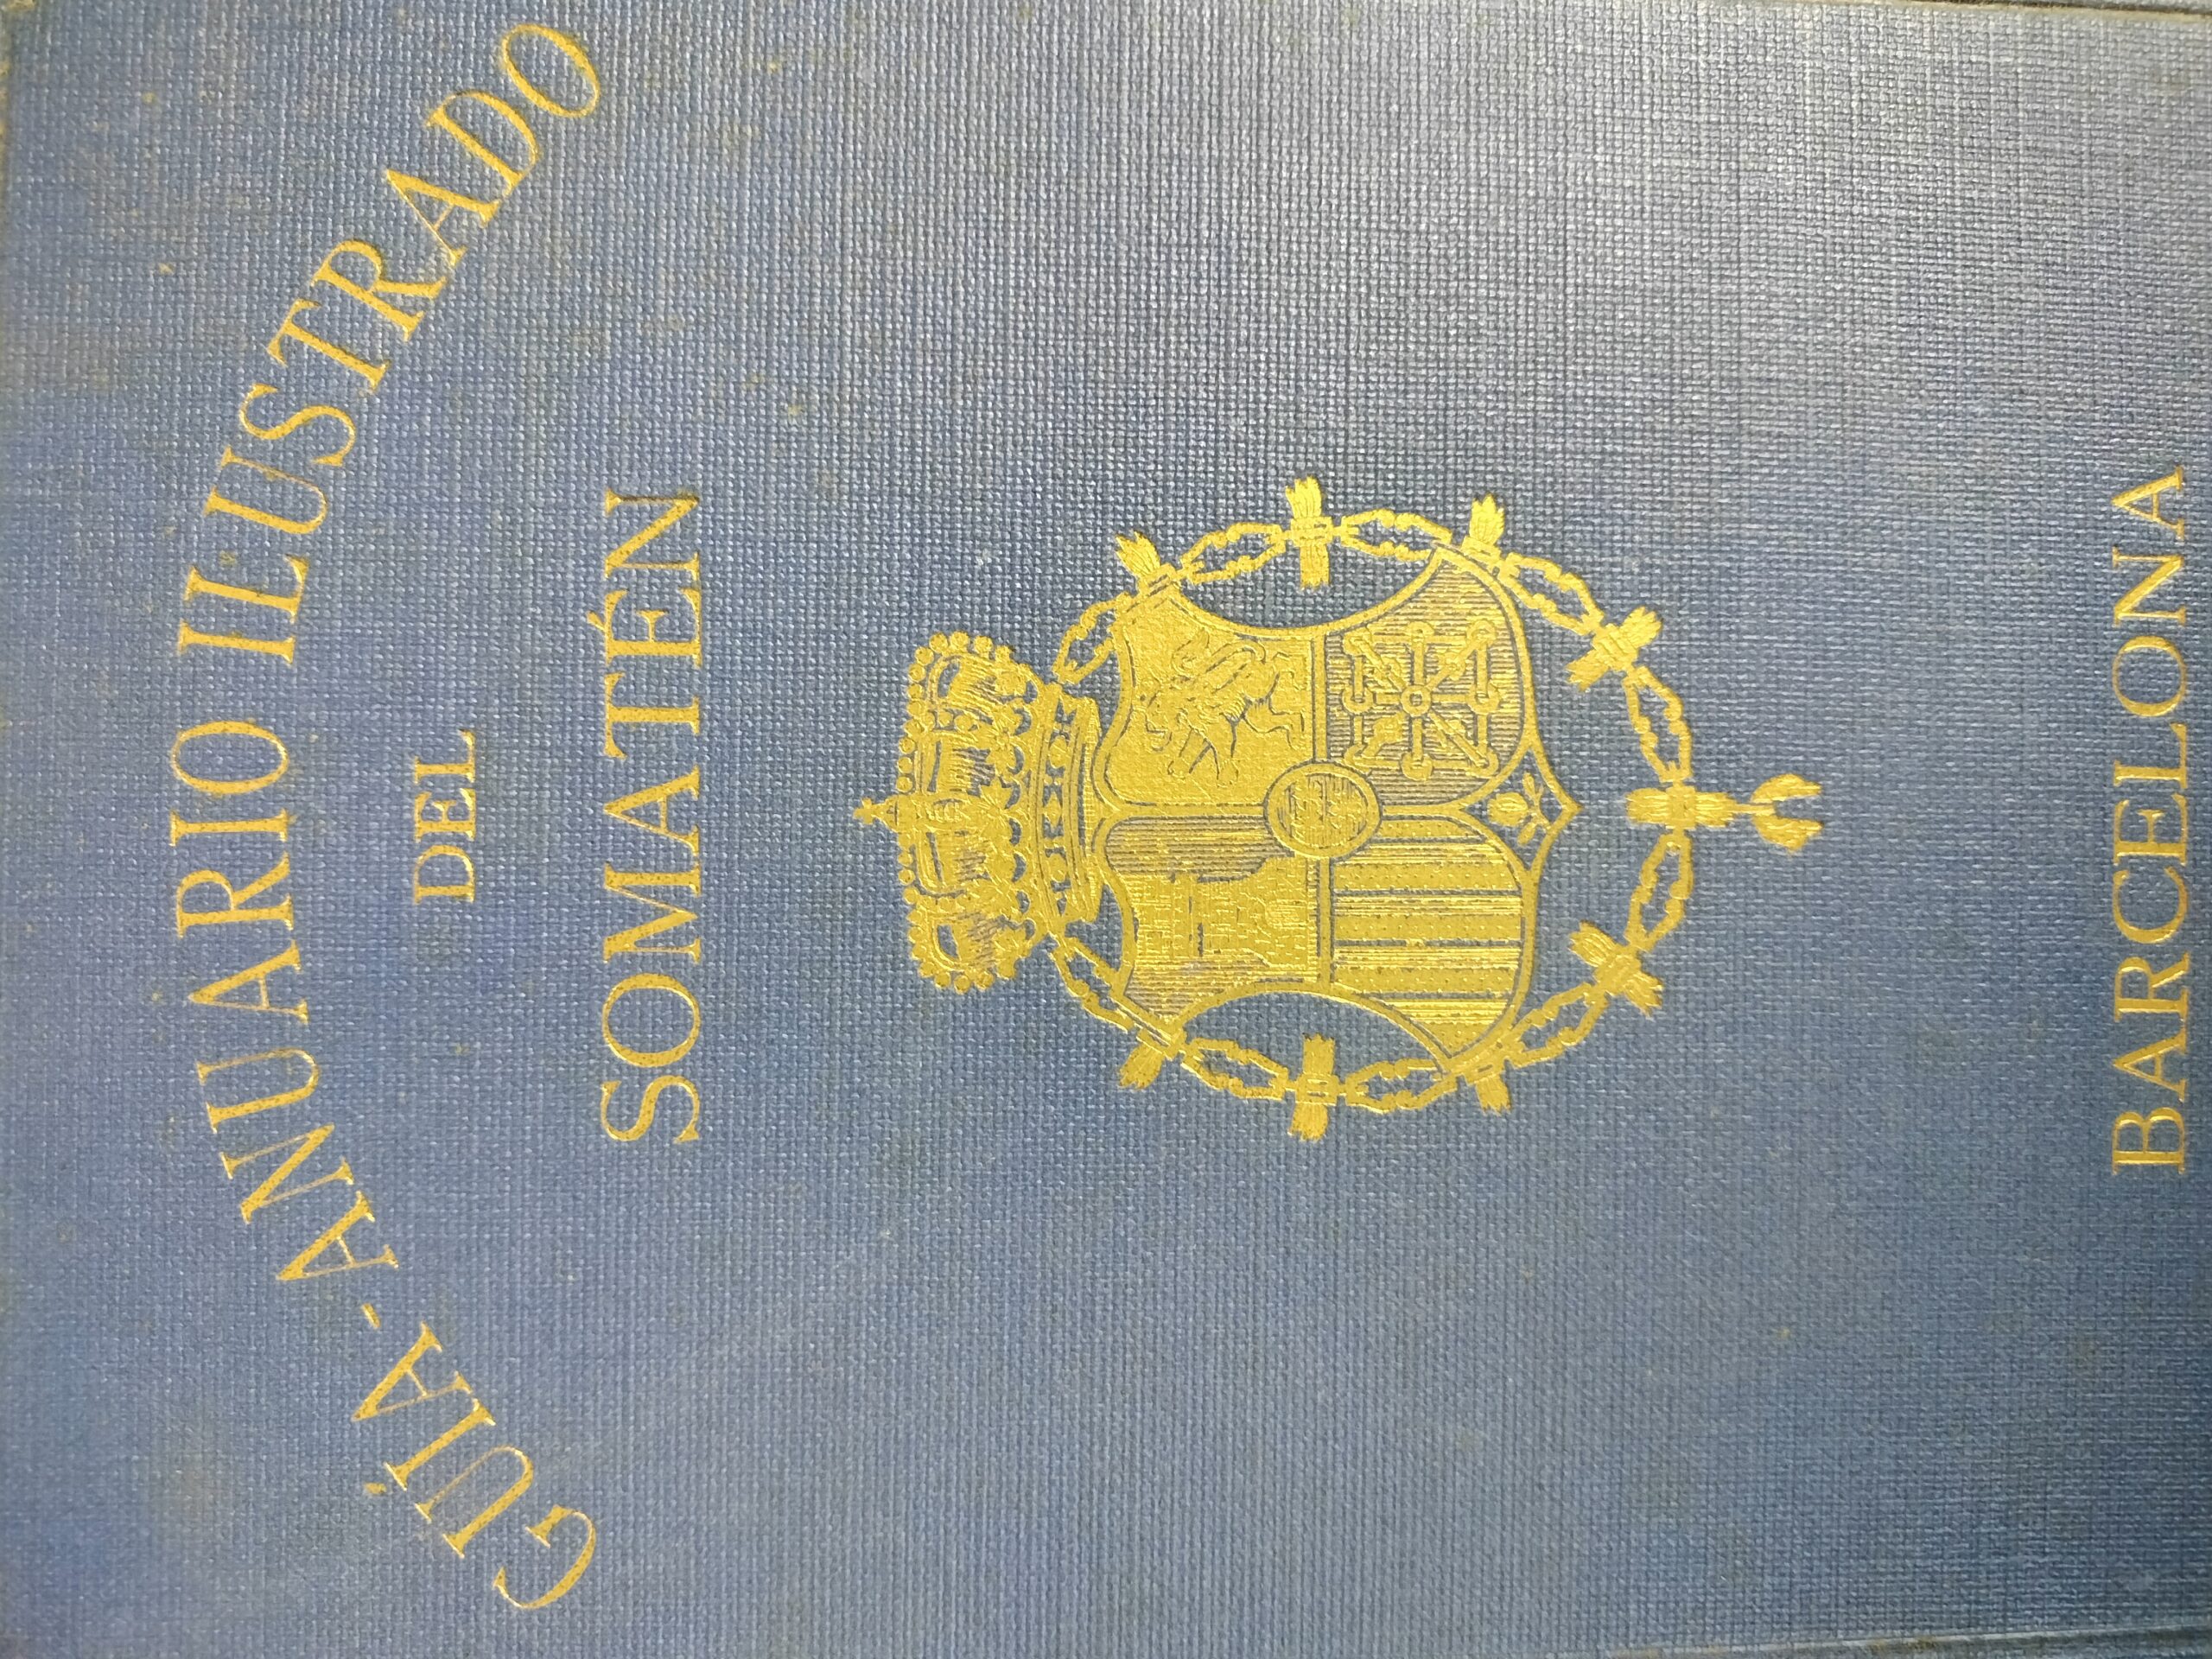 GUÍA-ANUARIO ILUSTRADO
DEL
SOMATÉN
BARCELONA